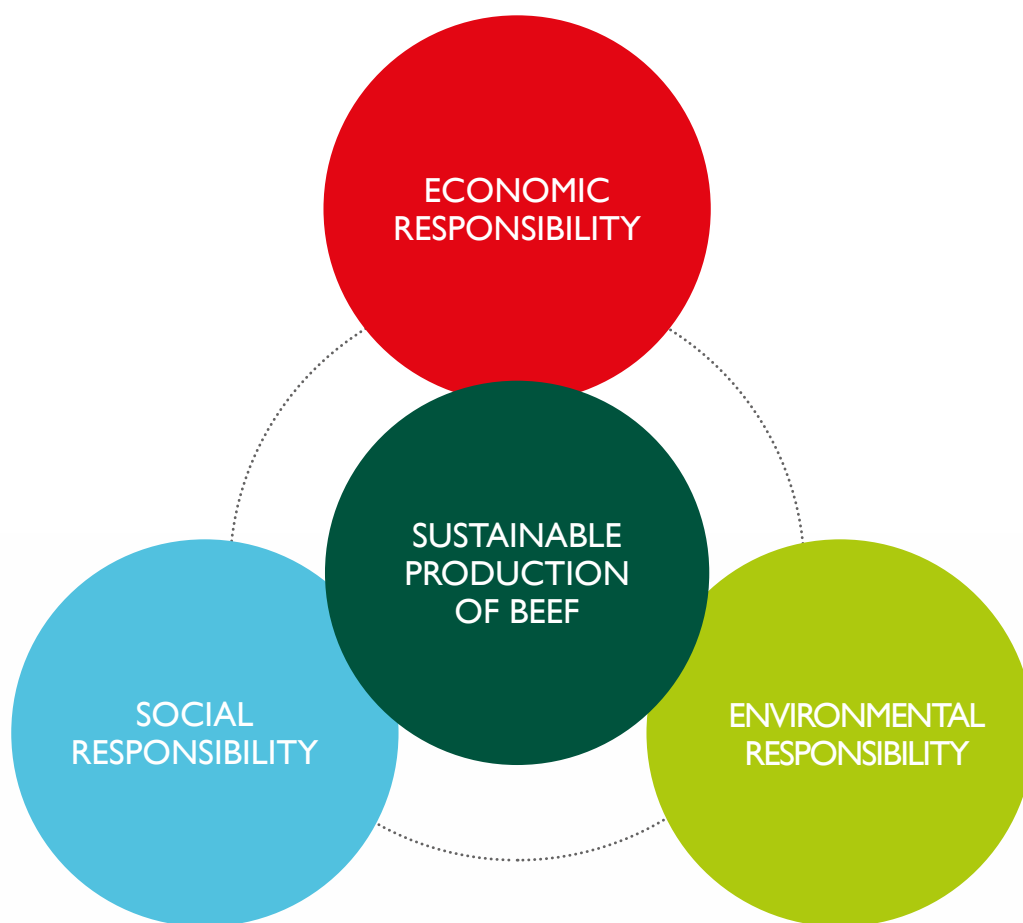 ECONOMIC
RESPONSIBILITY
SUSTAINABLE
PRODUCTION
OF BEEF
SOCIAL
RESPONSIBILITY
ENVIRONMENTAL
RESPONSIBILITY